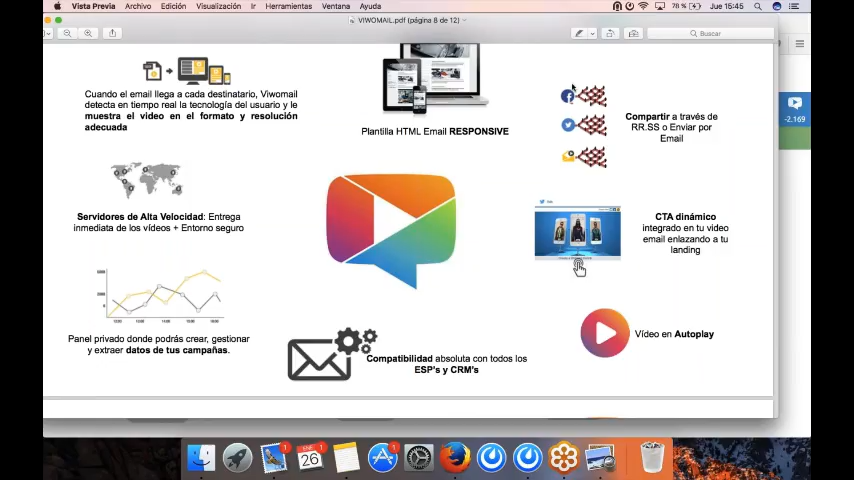 Vista Previa Archivo Edición Visualización Ir Herramientas Ventana Ayuda
78 % Jue 15:45
VIWOMAIL.pdf (página 8 de 12)
Buscar
Cuando el email llega a cada destinatario, Viwomail
detecta en tiempo real la tecnología del usuario y le
muestra el video en el formato y resolución
adecuada
Plantilla HTML Email RESPONSIVE
Compartir a través de
RR.SS o Enviar por
Email
-2.169
Servidores de Alta Velocidad: Entrega
inmediata de los vídeos + Entorno seguro
CTA dinámico
integrado en tu video
email enlazando a tu
landing
Panel privado donde podrás crear, gestionar
y extraer datos de tus campañas.
Vídeo en Autoplay
Compatibilidad absoluta con todos los
ESP's y CRM's
1
ENE
26
1
1